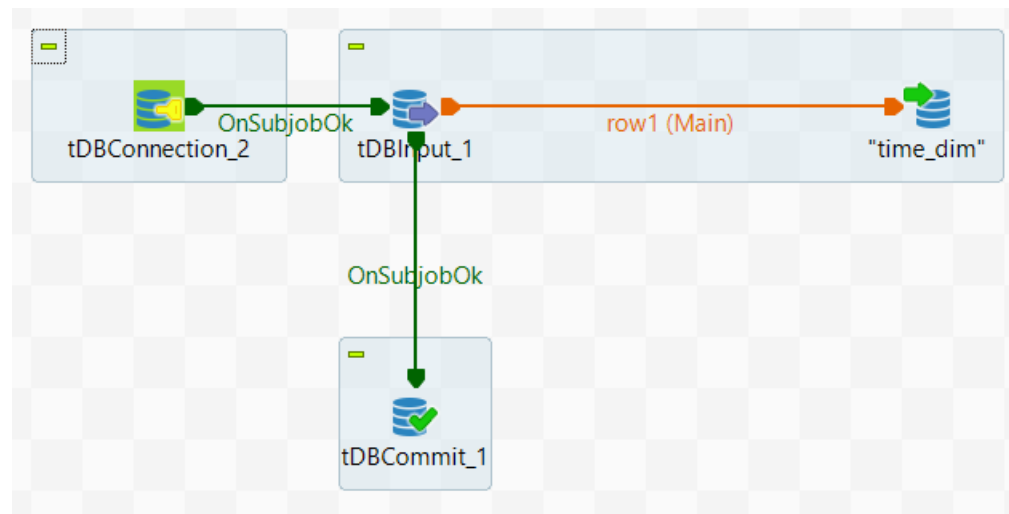 OnSubjobOk
row1 (Main)
tDBConnection_2
tDBInput_1
"time_dim"
OnSubjobOk
tDBCommit_1